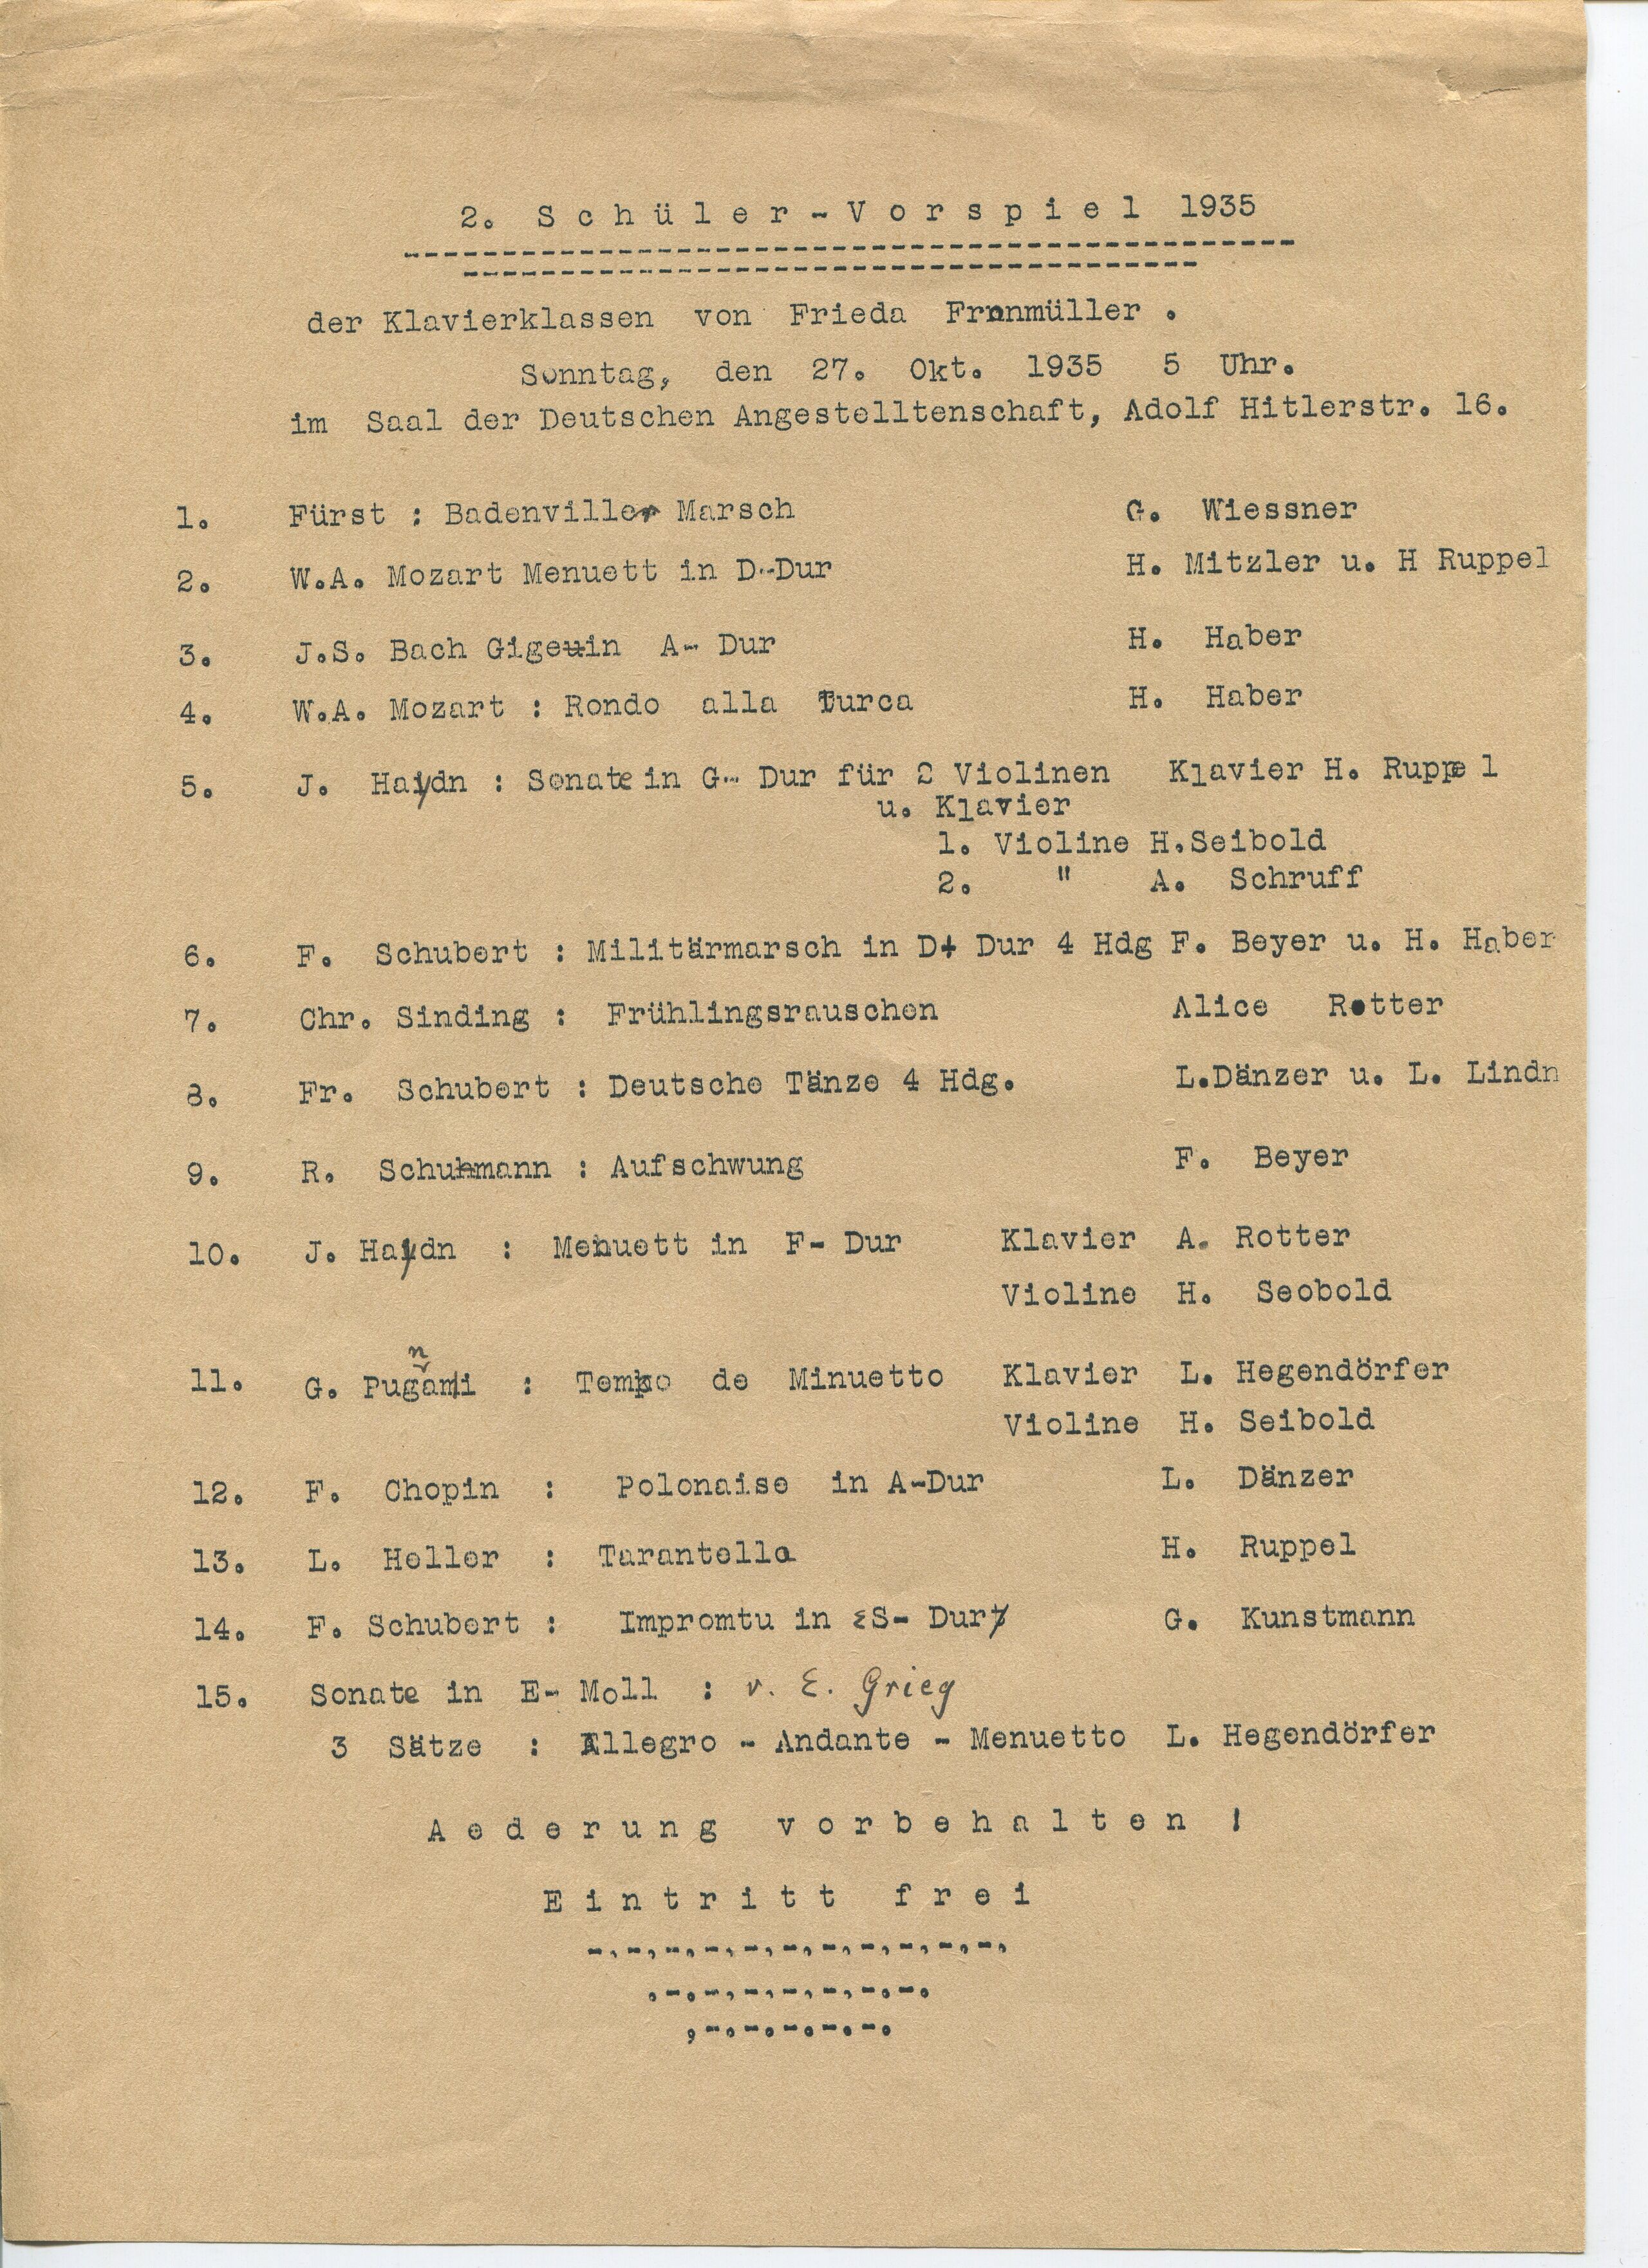 2. Schüler-Vorspiel 1935
der Klavierklassen von Frieda Fronmüller .
Sonntag, den 27. Okt. 1935 5 Uhr.
im Saal der Deutschen Angestelltenschaft, Adolf Hitlerstr. 16.
1. Fürst : Badenviller Marsch G. Wiessner
2. W.A. Mozart Menuett in D-Dur H. Mitzler u. H Ruppel
3. J.S. Bach Gige in A- Dur H. Haber
4. W.A. Mozart : Rondo alla Turca H. Haber
5. J. Haydn : Sonate in G- Dur für 2 Violinen Klavier H. Ruppel
u. Klavier
1. Violine H.Seibold
2. " A. Schruff
6. F. Schubert : Militärmarsch in D- Dur 4 Hdg F. Beyer u. H. Haber
7. Chr. Sinding : Frühlingsrauschen Alice Rotter
8. Fr. Schubert : Deutsche Tänze 4 Hdg. L.Dänzer u. L. Lindn
9. R. Schumann : Aufschwung F. Beyer
10. J. Haydn : Menuett in F- Dur Klavier A. Rotter
Violine H. Seobold
11. G. Pugnani : Tempo de Minuetto Klavier L. Hegendörfer
Violine H. Seibold
12. F. Chopin : Polonaise in A-Dur L. Dänzer
13. L. Heller : Tarantella H. Ruppel
14. F. Schubert : Impromtu in ES- Dur G. Kunstmann
15. Sonate in E- Moll : v. E. Grieg
3 Sätze : Allegro - Andante - Menuetto L. Hegendörfer
Aederung vorbehalten !
Eintritt frei